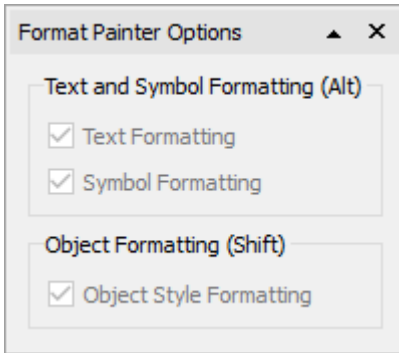 Format Painter Options
Text and Symbol Formatting (Alt)
Text Formatting
Symbol Formatting
Object Formatting (Shift)
Object Style Formatting